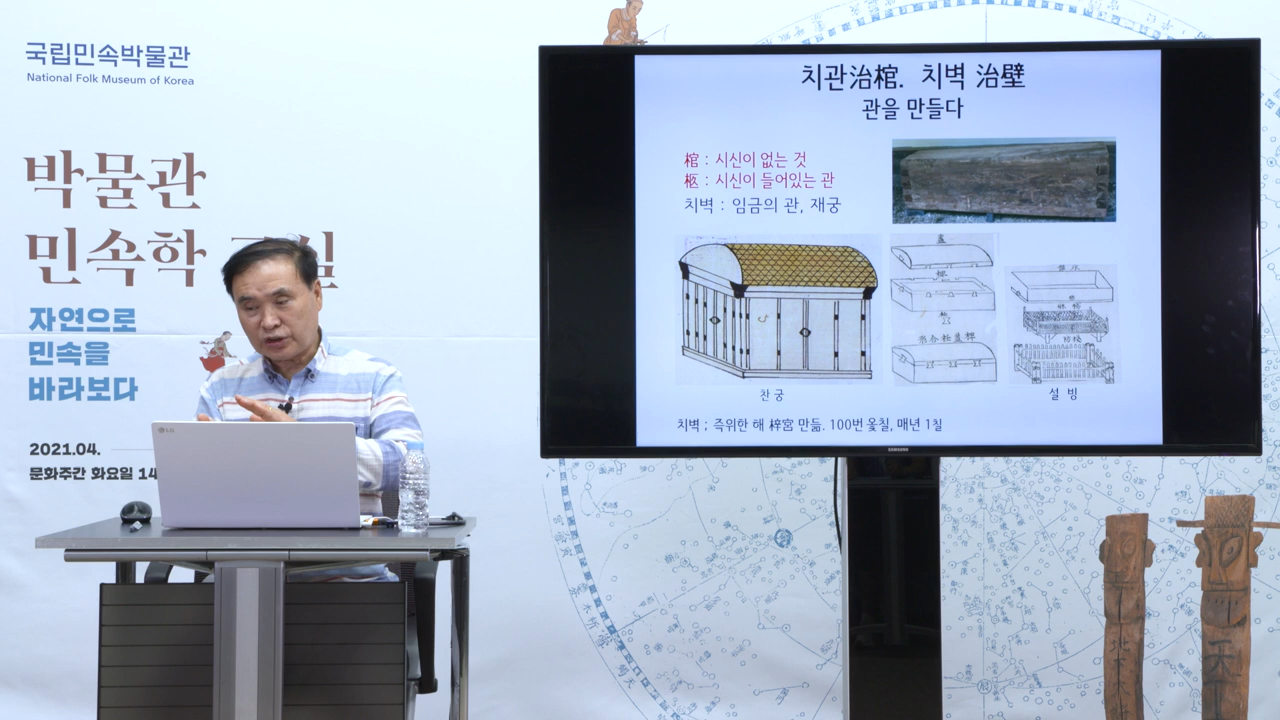 국립민속박물관
National Folk Museum of Korea
박물관
민속학
자연으로
민속을
바라보다
2021.04.
문화주간 화요일 14
LG
치관治棺. 치벽 治壁
관을 만들다
棺 : 시신이 없는 것
柩 : 시신이 들어있는 관
치벽 : 임금의 관, 재궁
蓋
찬 궁
설 빙
치벽 ; 즉위한 해 梓宮 만듦. 100번 옻칠, 매년 1칠
SAMSUNG